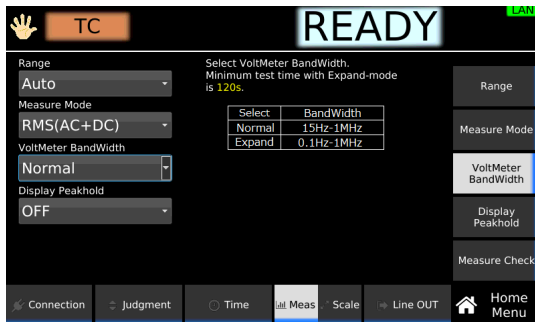 TC
READY
LAN
Range
Auto
Measure Mode
RMS(AC+DC)
VoltMeter BandWidth
Normal
Display Peakhold
OFF
Select VoltMeter BandWidth.
Minimum test time with Expand-mode
is 120s.
Select BandWidth
Normal 15Hz-1MHz
Expand 0.1Hz-1MHz
Range
Measure Mode
VoltMeter
BandWidth
Display
Peakhold
Measure Check
Connection Judgment Time Meas Scale Line OUT
Home
Menu